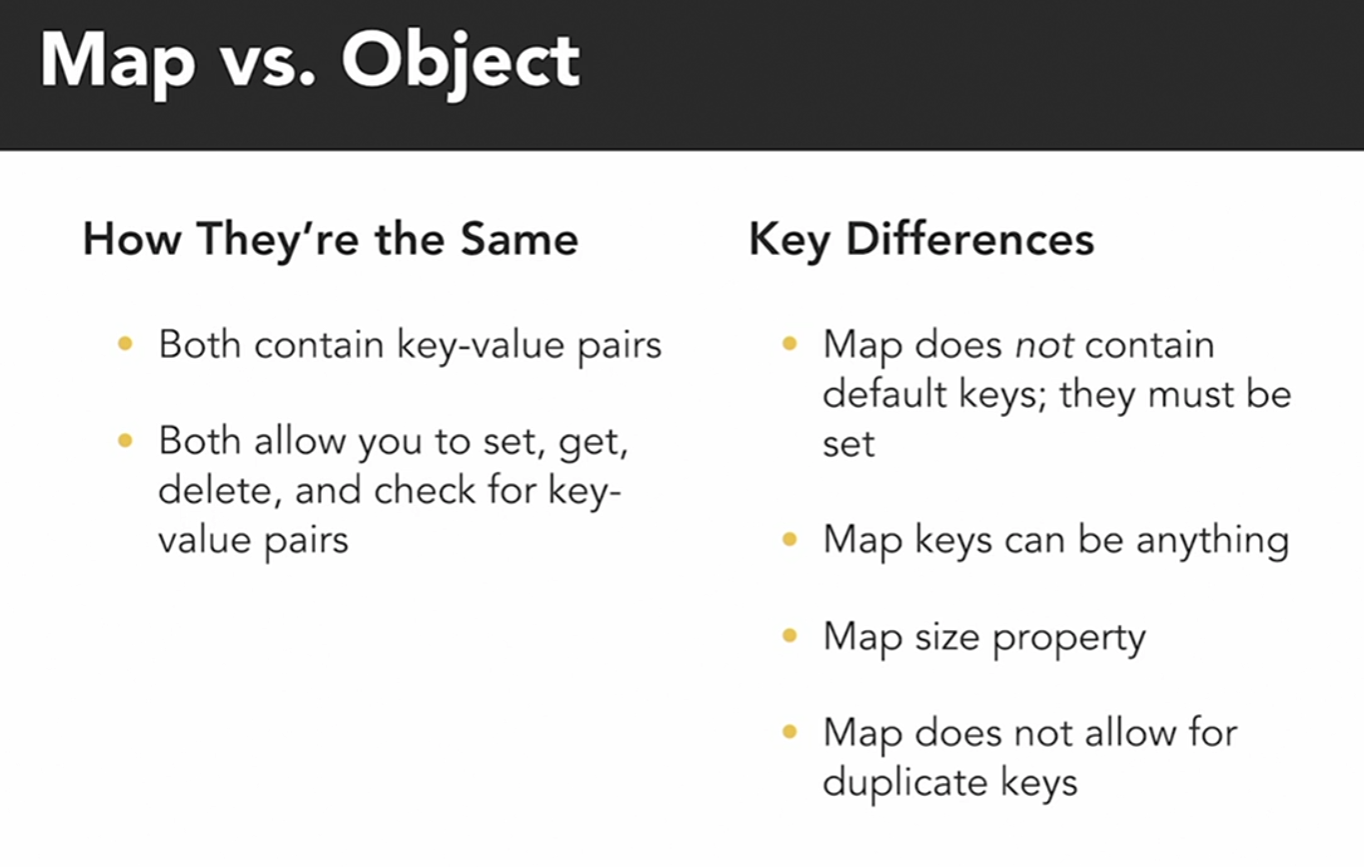 Map vs. Object
How They’re the Same
• Both contain key-value pairs
• Both allow you to set, get,
delete, and check for key-
value pairs
Key Differences
• Map does not contain
default keys; they must be
set
• Map keys can be anything
• Map size property
• Map does not allow for
duplicate keys